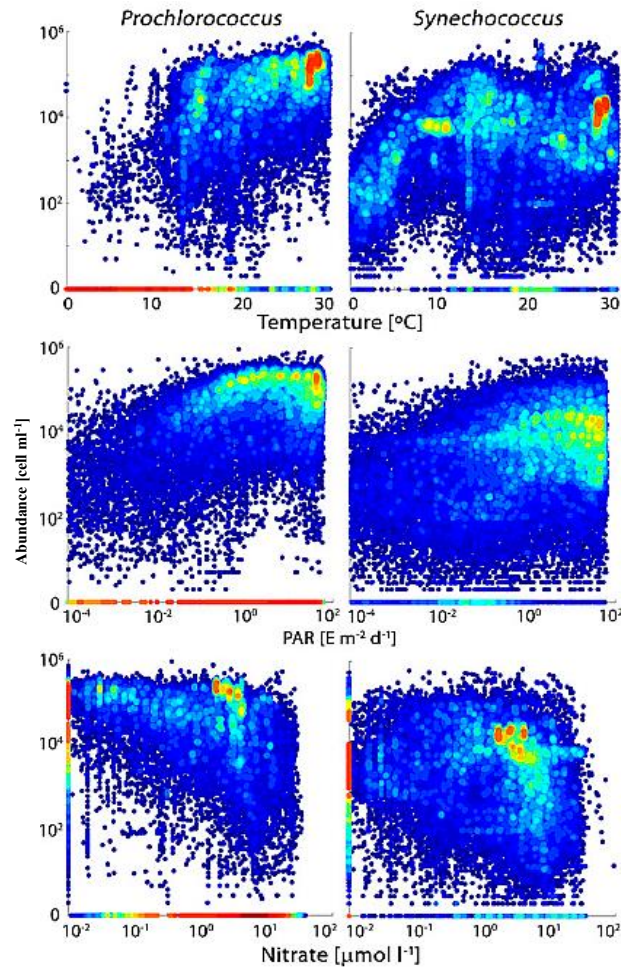 Prochlorococcus Synechococcus
10⁶
10⁴
10²
0
0 10 20 30 0 10 20 30
Temperature [ºC]
Abundance [cell ml⁻¹]
10⁶
10⁴
10²
0
10⁻⁴ 10⁻² 10⁰ 10² 10⁻⁴ 10⁻² 10⁰ 10²
PAR [E m⁻² d⁻¹]
10⁶
10⁴
10²
0
10⁻² 10⁻¹ 10⁰ 10¹ 10² 10⁻² 10⁻¹ 10⁰ 10¹ 10²
Nitrate [µmol l⁻¹]